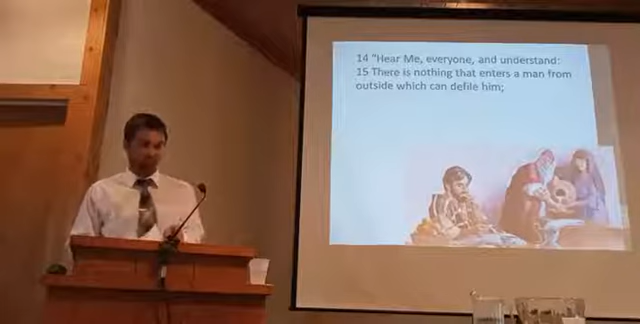 14 "Hear Me, everyone, and understand:
15 There is nothing that enters a man from
outside which can defile him;